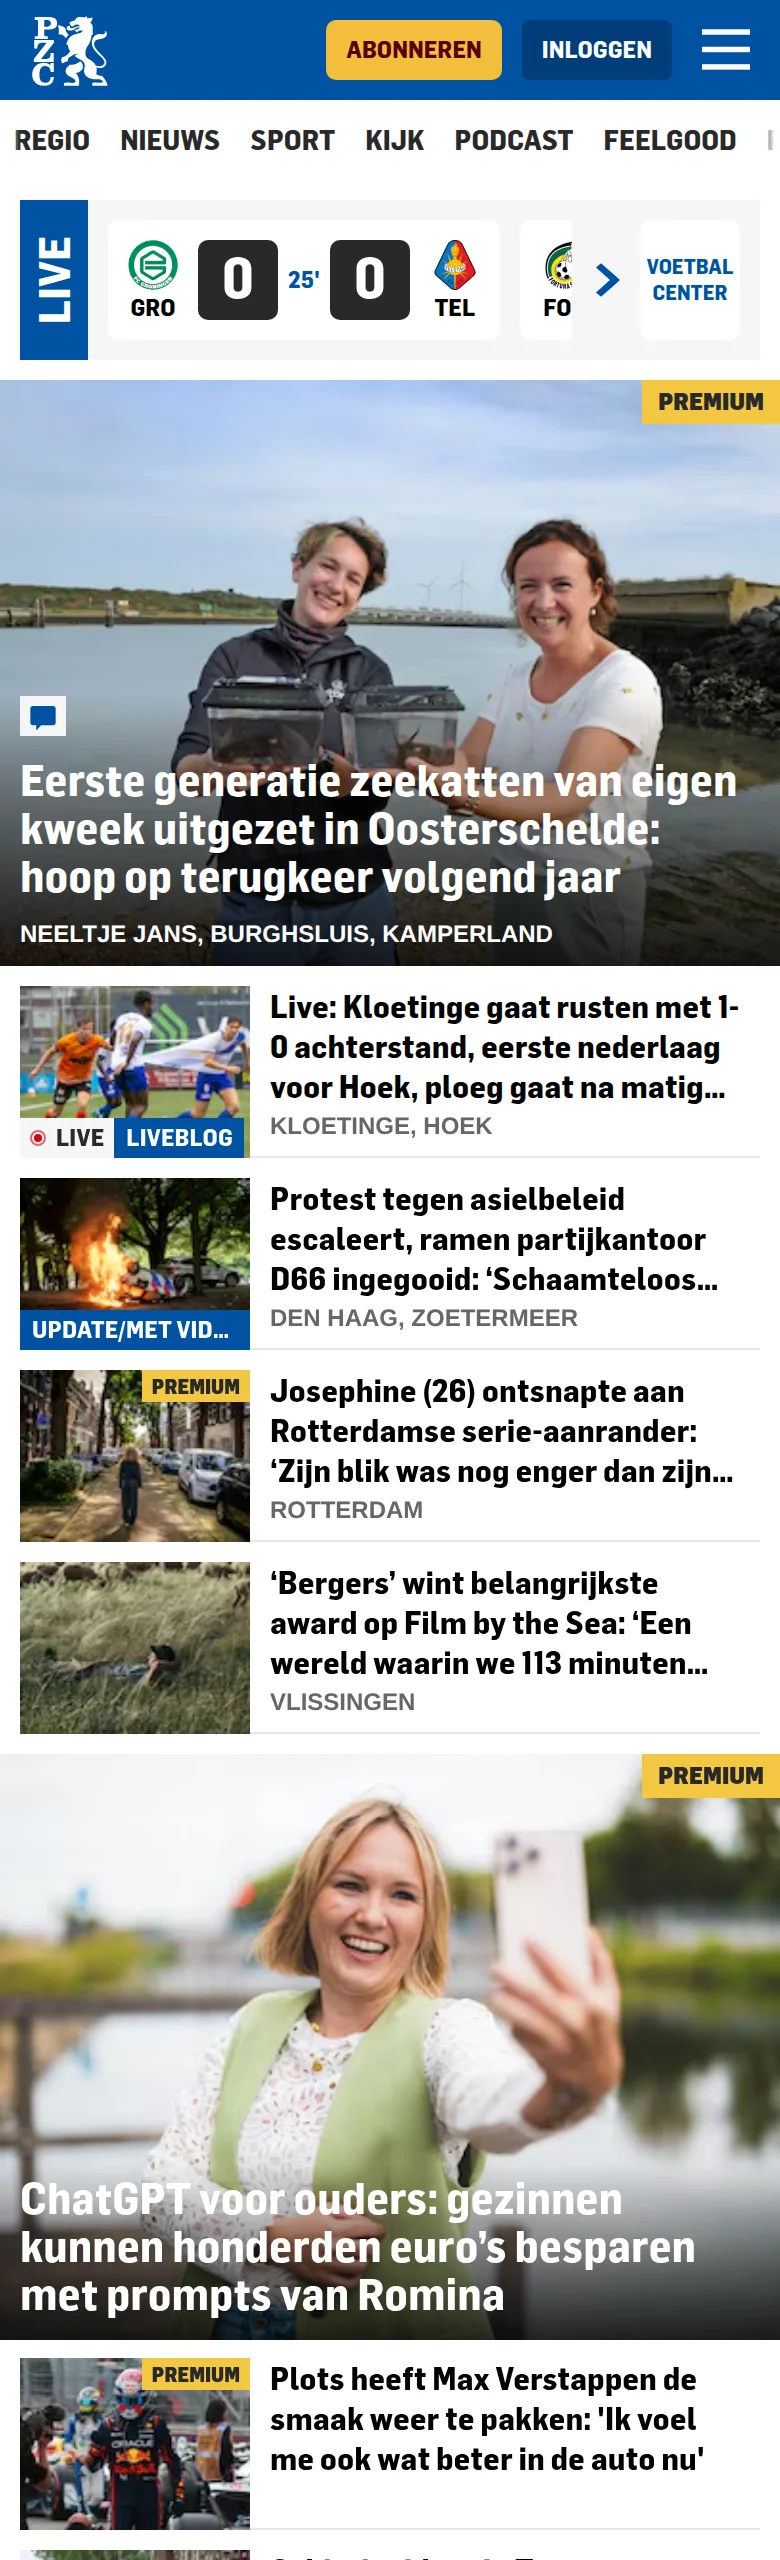 PZC
ABONNEREN
INLOGGEN
REGIO NIEUWS SPORT KIJK PODCAST FEELGOOD
LIVE
GRO
0
25'
0
TEL
FO
VOETBAL
CENTER
PREMIUM
Eerste generatie zeekatten van eigen
kweek uitgezet in Oosterschelde:
hoop op terugkeer volgend jaar
NEELTJE JANS, BURGHSLUIS, KAMPERLAND
LIVE LIVEBLOG
Live: Kloetinge gaat rusten met 1-
0 achterstand, eerste nederlaag
voor Hoek, ploeg gaat na matig...
KLOETINGE, HOEK
UPDATE/MET VID...
Protest tegen asielbeleid
escaleert, ramen partijkantoor
D66 ingegooid: ‘Schaamteloos...
DEN HAAG, ZOETERMEER
PREMIUM
Josephine (26) ontsnapte aan
Rotterdamse serie-aanrander:
‘Zijn blik was nog enger dan zijn...
ROTTERDAM
‘Bergers’ wint belangrijkste
award op Film by the Sea: ‘Een
wereld waarin we 113 minuten...
VLISSINGEN
PREMIUM
ChatGPT voor ouders: gezinnen
kunnen honderden euro’s besparen
met prompts van Romina
PREMIUM
Plots heeft Max Verstappen de
smaak weer te pakken: 'Ik voel
me ook wat beter in de auto nu'